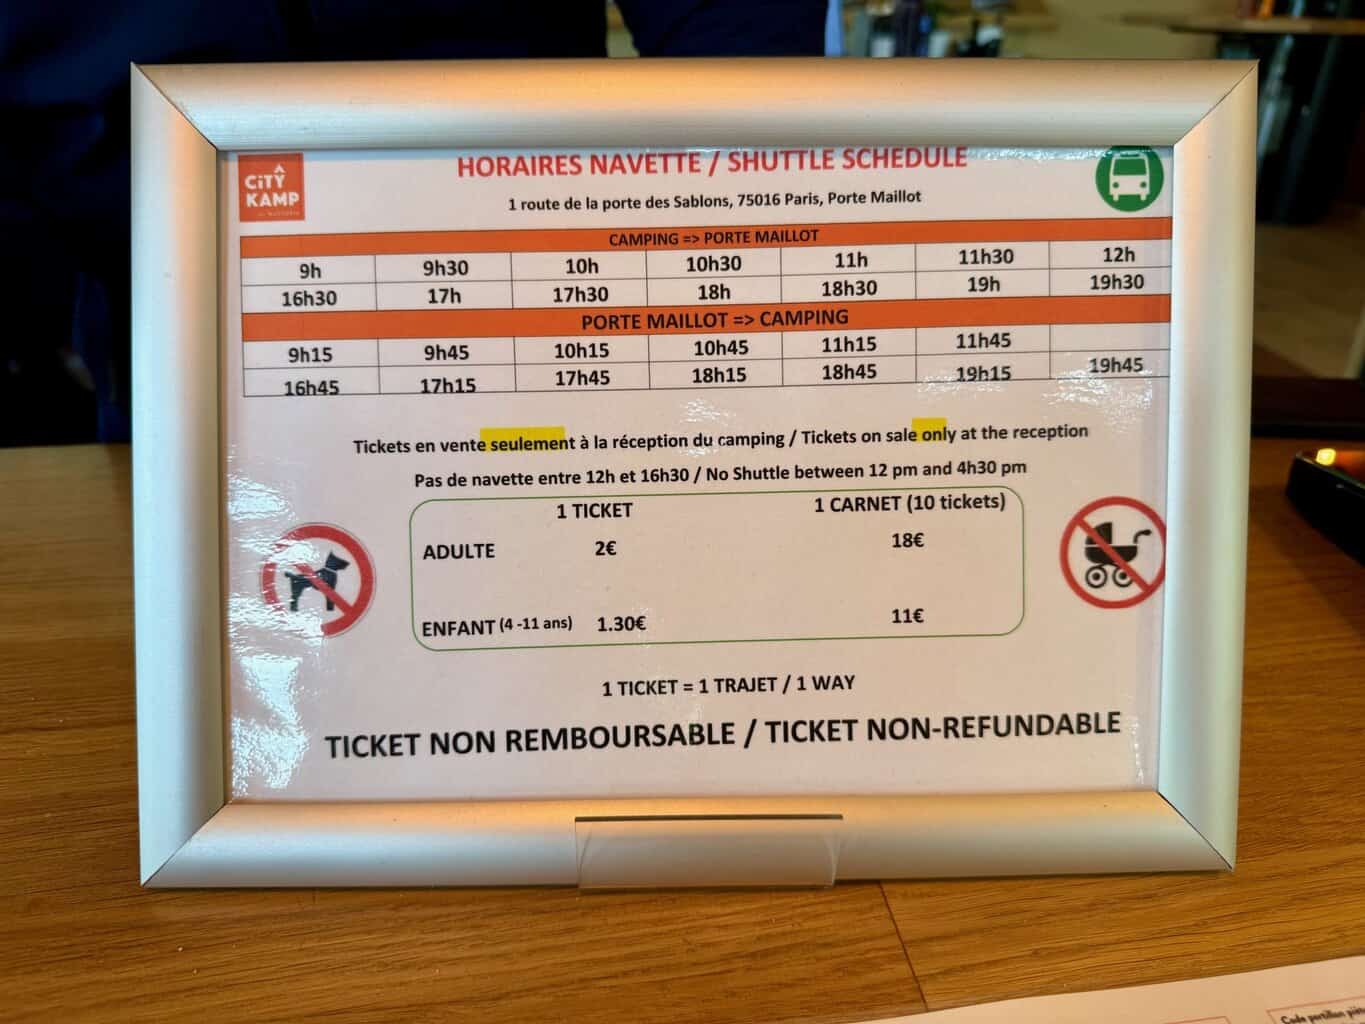 CiTY
KAMP
HORAIRES NAVETTE / SHUTTLE SCHEDULE
1 route de la porte des Sablons, 75016 Paris, Porte Maillot
CAMPING => PORTE MAILLOT
9h 9h30 10h 10h30 11h 11h30 12h
16h30 17h 17h30 18h 18h30 19h 19h30
PORTE MAILLOT => CAMPING
9h15 9h45 10h15 10h45 11h15 11h45
16h45 17h15 17h45 18h15 18h45 19h15 19h45
Tickets en vente seulement à la réception du camping / Tickets on sale only at the reception
Pas de navette entre 12h et 16h30 / No Shuttle between 12 pm and 4h30 pm
1 TICKET 1 CARNET (10 tickets)
ADULTE 2€ 18€
ENFANT (4 -11 ans) 1.30€ 11€
1 TICKET = 1 TRAJET / 1 WAY
TICKET NON REMBOURSABLE / TICKET NON-REFUNDABLE
Code portillon